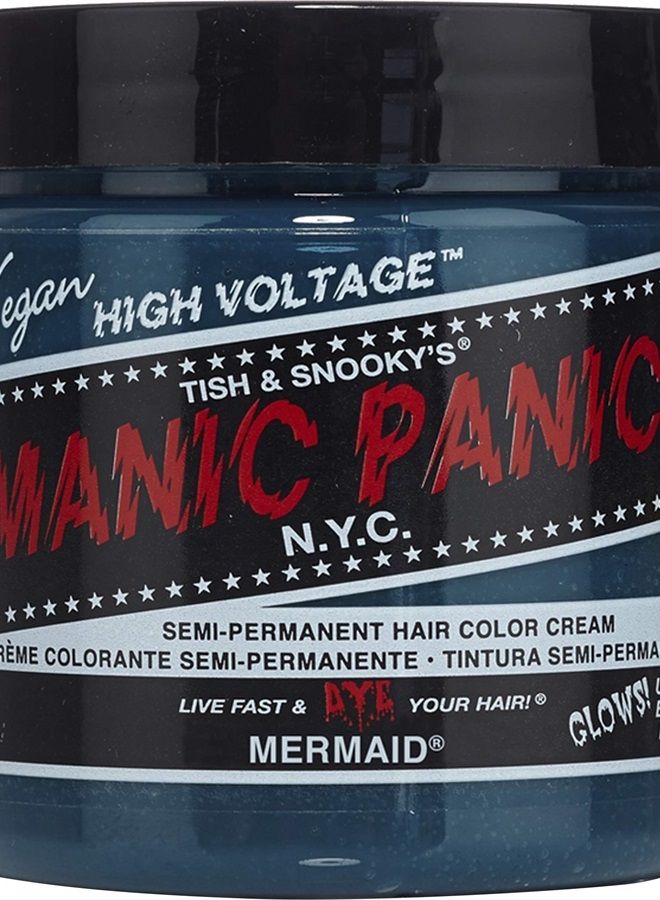 Vegan
HIGH VOLTAGE™
TISH & SNOOKY'S®
MANIC PANIC
N.Y.C.
SEMI-PERMANENT HAIR COLOR CREAM
RÈME COLORANTE SEMI-PERMANENTE · TINTURA SEMI-PERMA
LIVE FAST & DYE YOUR HAIR!®
GLOWS!
MERMAID®